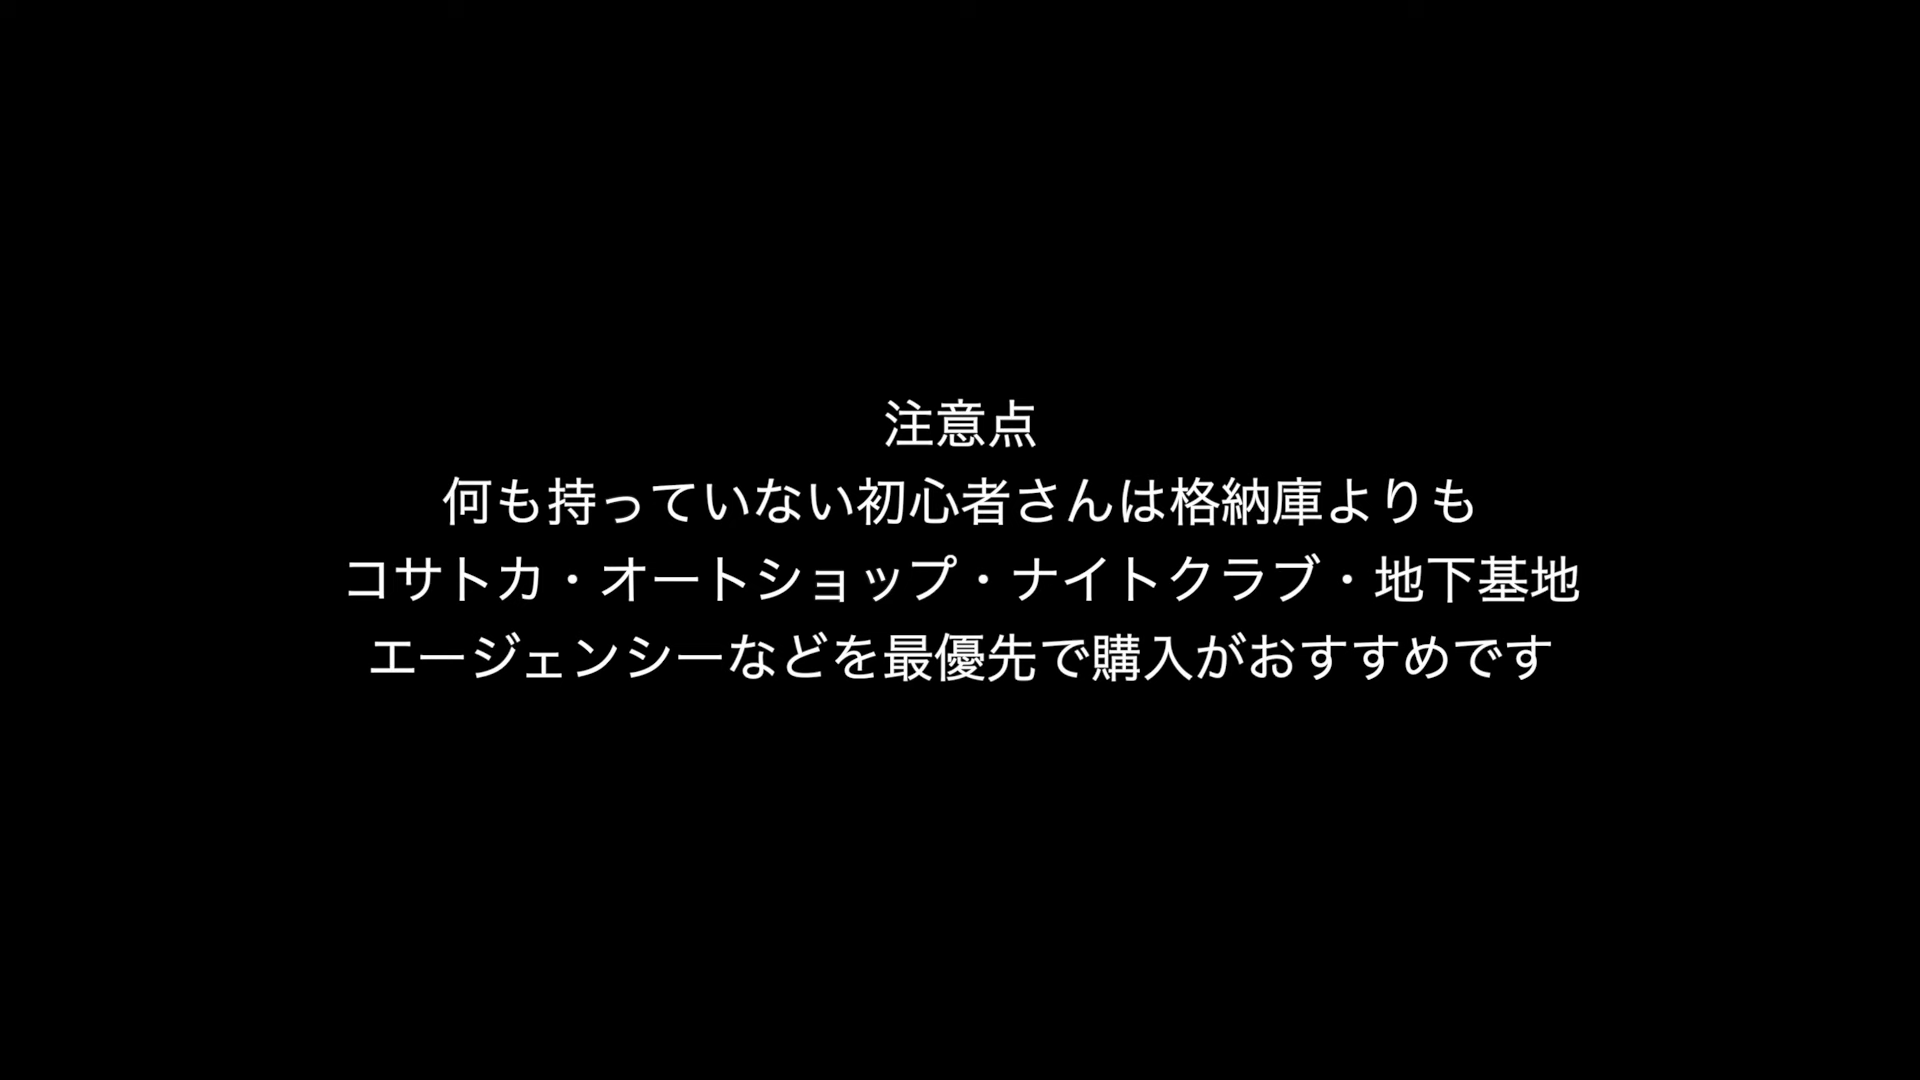 注意点
何も持っていない初心者さんは格納庫よりも
コサトカ・オートショップ・ナイトクラブ・地下基地
エージェンシーなどを最優先で購入がおすすめです